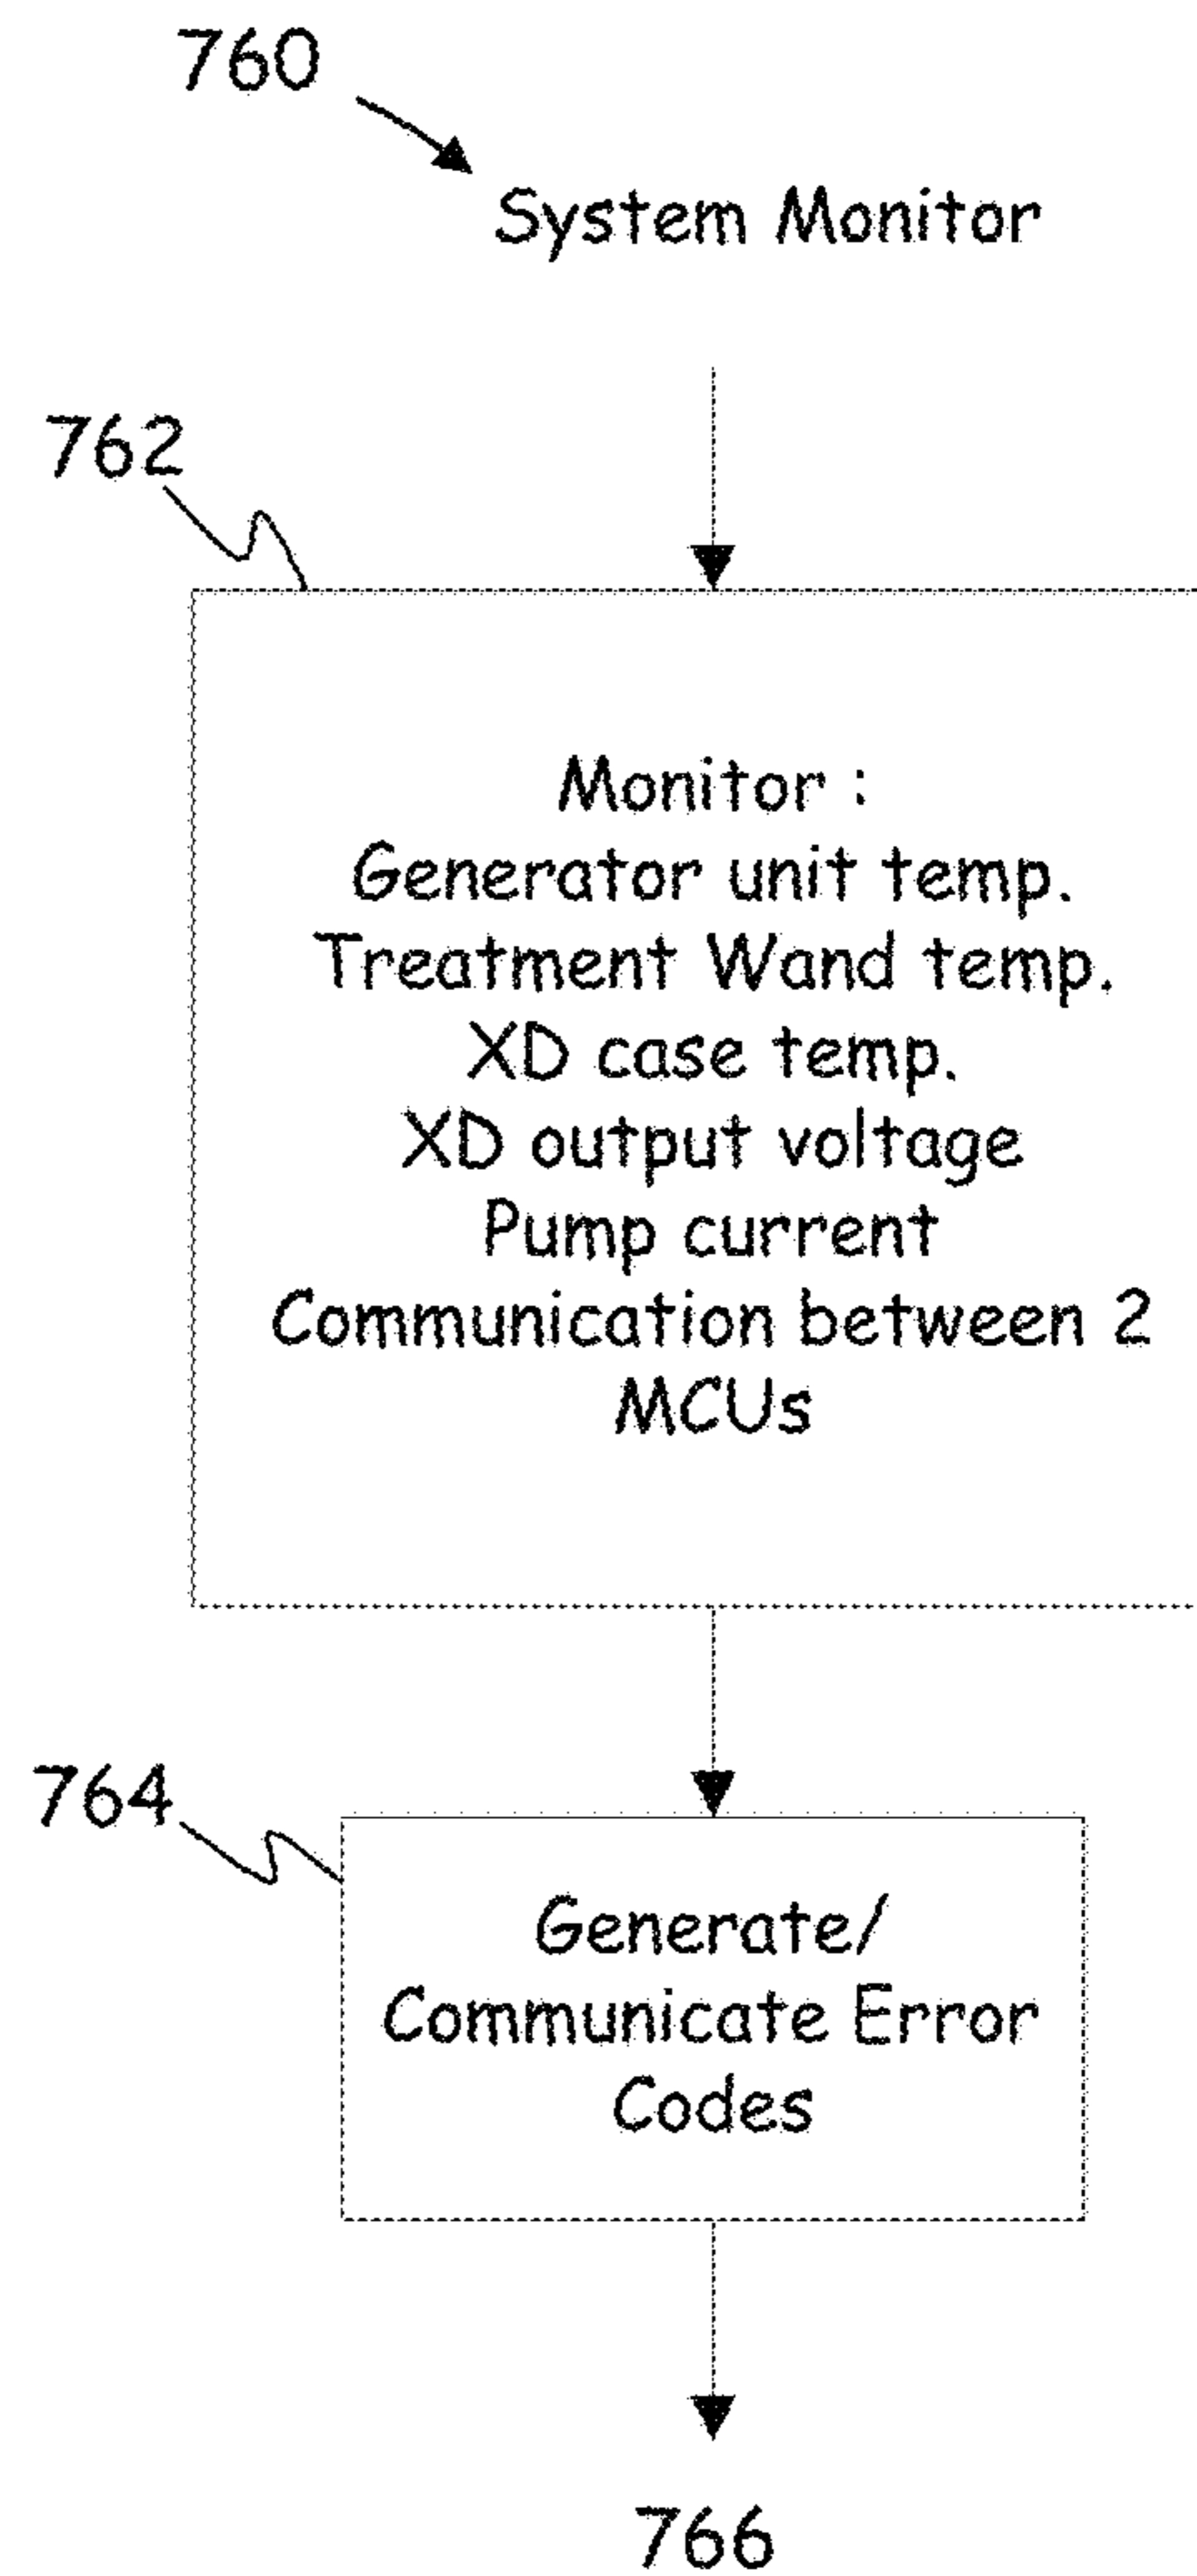 760
System Monitor
762
Monitor :
Generator unit temp.
Treatment Wand temp.
XD case temp.
XD output voltage
Pump current
Communication between 2
MCUs
764
Generate/
Communicate Error
Codes
766